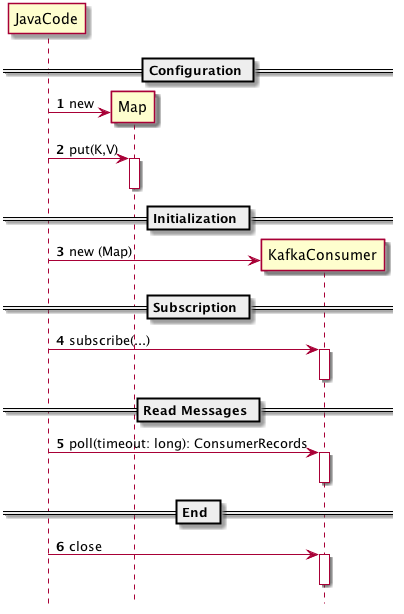 JavaCode
Configuration
1 new
Map
2 put(K,V)
Initialization
3 new (Map)
KafkaConsumer
Subscription
4 subscribe(...)
Read Messages
5 poll(timeout: long): ConsumerRecords
End
6 close